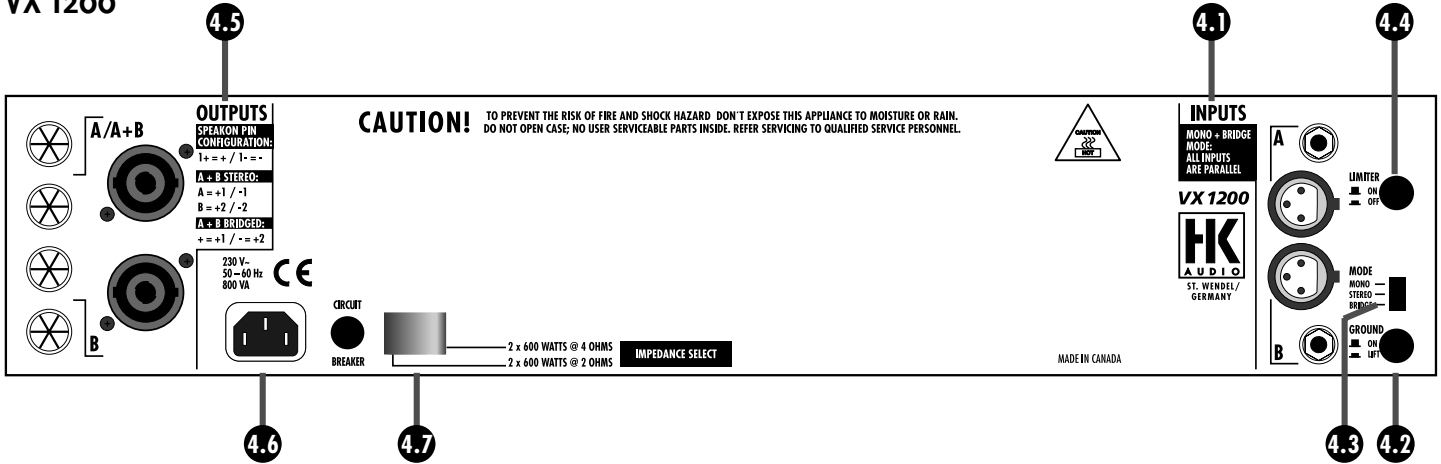 VX 1200
4.5
4.1
4.4
A/A+B
OUTPUTS
SPEAKON PIN
CONFIGURATION:
1+ = + / 1- = -
A + B STEREO:
A = +1 / -1
B = +2 / -2
A + B BRIDGED:
+ = +1 / - = +2
B
230 V~
50–60 Hz
800 VA
CE
CIRCUIT
BREAKER
CAUTION! TO PREVENT THE RISK OF FIRE AND SHOCK HAZARD DON´T EXPOSE THIS APPLIANCE TO MOISTURE OR RAIN.
DO NOT OPEN CASE; NO USER SERVICEABLE PARTS INSIDE. REFER SERVICING TO QUALIFIED SERVICE PERSONNEL.
2 x 600 WATTS @ 4 OHMS
2 x 600 WATTS @ 2 OHMS
IMPEDANCE SELECT
CAUTION
HOT
MADE IN CANADA
INPUTS
MONO + BRIDGE
MODE:
ALL INPUTS
ARE PARALLEL
VX 1200
HK
AUDIO
ST. WENDEL/
GERMANY
A
LIMITER
ON
OFF
MODE
MONO
STEREO
BRIDGE
GROUND
ON
LIFT
B
4.6
4.7
4.3
4.2